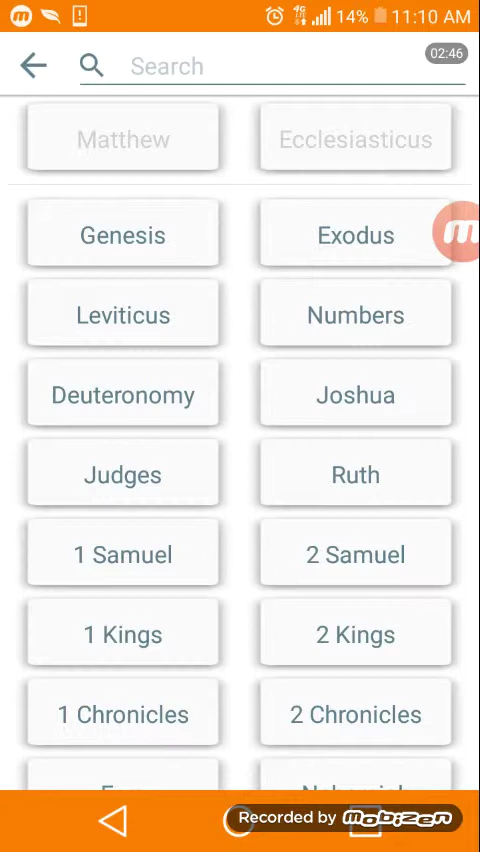 14% 11:10 AM
Search
02:46
Matthew Ecclesiasticus
Genesis Exodus
Leviticus Numbers
Deuteronomy Joshua
Judges Ruth
1 Samuel 2 Samuel
1 Kings 2 Kings
1 Chronicles 2 Chronicles
Recorded by mobizen